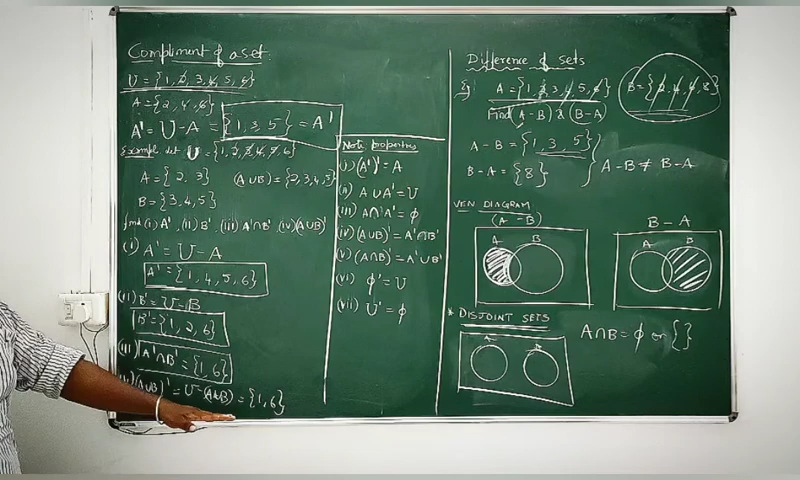 Compliment of a set:
U = {1, 2, 3, 4, 5, 6}
A = {2, 4, 6}
A' = U - A = {1, 3, 5} = A'
Example set U = {1, 2, 3, 4, 5, 6}
A = {2, 3} (A∪B) = {2, 3, 4, 5}
B = {3, 4, 5}
find (i) A', (ii) B', (iii) A'∩B', (iv) (A∪B)'
(i) A' = U - A
A' = {1, 4, 5, 6}
(ii) B' = U - B
B' = {1, 2, 6}
(iii) A'∩B' = {1, 6}
(A∪B)' = U - (A∪B) = {1, 6}
Note: properties
(i) (A')' = A
(ii) A∪A' = U
(iii) A∩A' = ϕ
(iv) (A∪B)' = A'∩B'
(v) (A∩B)' = A'∪B'
(vi) ϕ' = U
(vii) U' = ϕ
Difference of sets
Eg: A = {1, 2, 3, 4, 5, 6} B = {2, 4, 6, 8}
Find (A-B) & (B-A)
A - B = {1, 3, 5}
B - A = {8}
A - B ≠ B - A
VEN DIAGRAM
(A - B)
A B
B - A
A B
* DISJOINT SETS
A B
A∩B = ϕ or { }